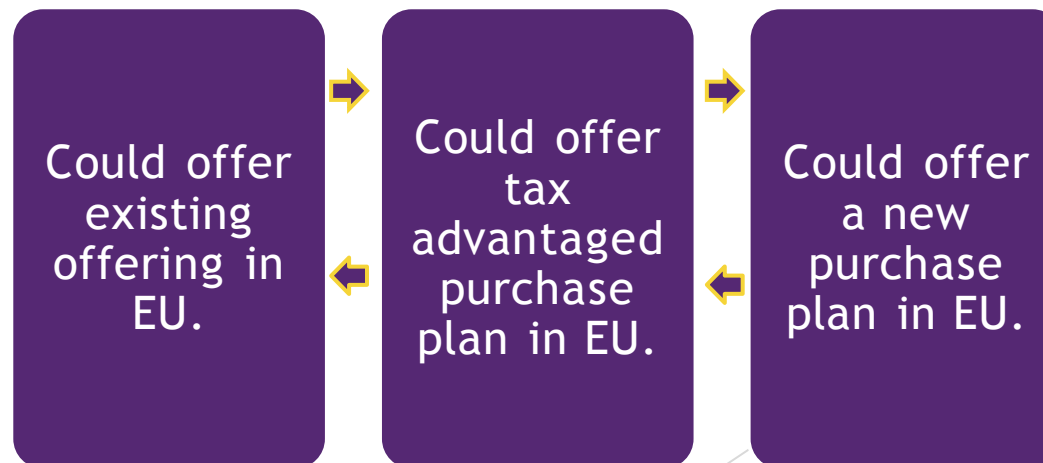 Could offer
existing
offering in
EU.
Could offer
tax
advantaged
purchase
plan in EU.
Could offer
a new
purchase
plan in EU.